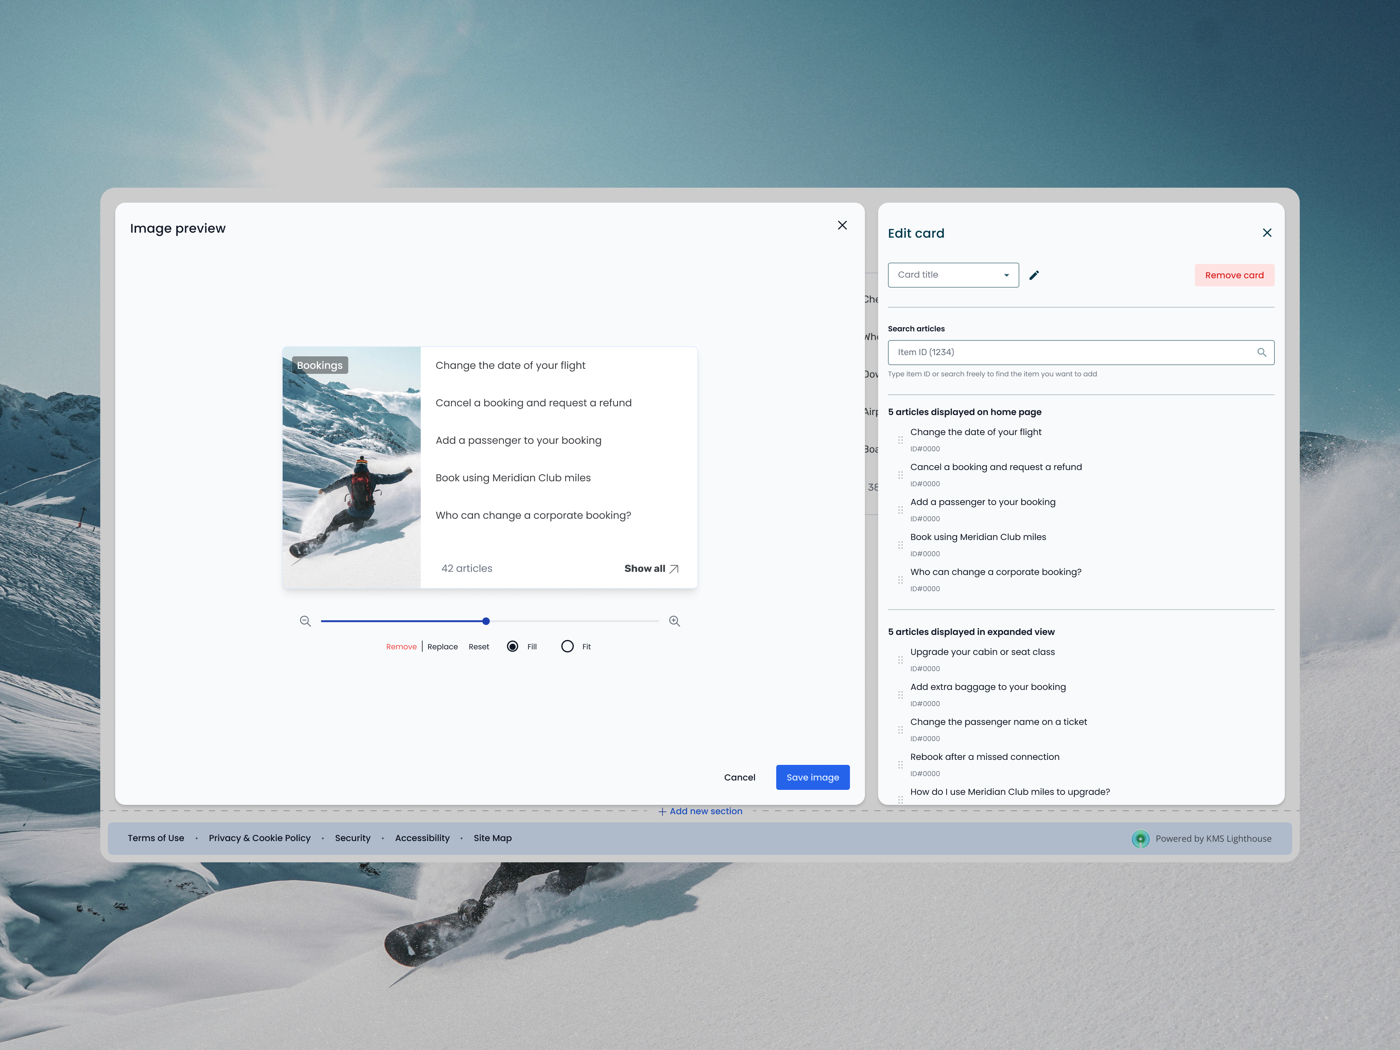 Image preview
Bookings
Change the date of your flight
Cancel a booking and request a refund
Add a passenger to your booking
Book using Meridian Club miles
Who can change a corporate booking?
42 articles
Show all
Remove
Replace
Reset
Fill
Fit
Cancel
Save image
Edit card
Card title
Remove card
Search articles
Item ID (1234)
Type Item ID or search freely to find the item you want to add
5 articles displayed on home page
Change the date of your flight
ID#0000
Cancel a booking and request a refund
ID#0000
Add a passenger to your booking
ID#0000
Book using Meridian Club miles
ID#0000
Who can change a corporate booking?
ID#0000
5 articles displayed in expanded view
Upgrade your cabin or seat class
ID#0000
Add extra baggage to your booking
ID#0000
Change the passenger name on a ticket
ID#0000
Rebook after a missed connection
ID#0000
How do I use Meridian Club miles to upgrade?
+ Add new section
Terms of Use · Privacy & Cookie Policy · Security · Accessibility · Site Map
Powered by KMS Lighthouse